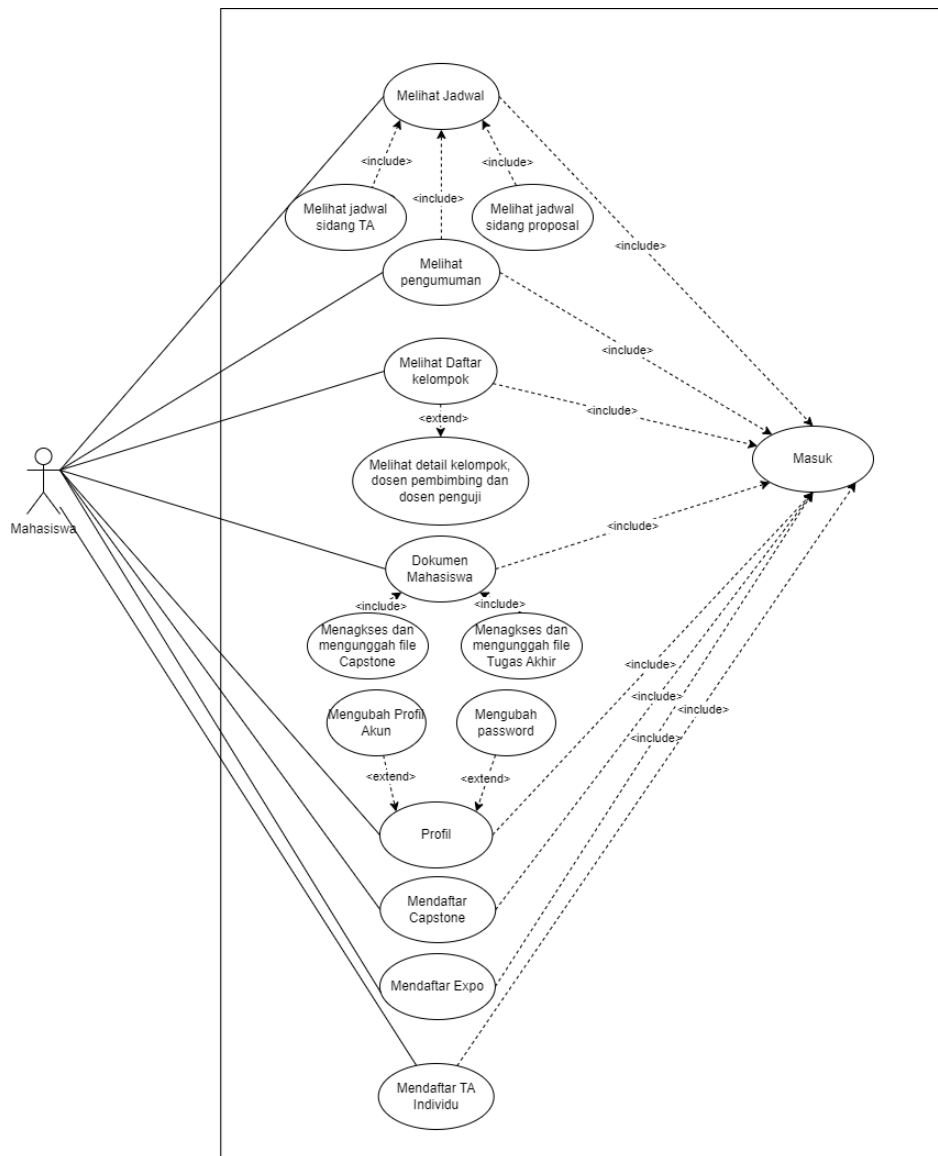 Melihat Jadwal
<include>
<include>
<include>
Melihat jadwal
sidang TA
Melihat jadwal
sidang proposal
<include>
Melihat
pengumuman
<include>
Melihat Daftar
kelompok
<include>
<extend>
Masuk
Melihat detail kelompok,
dosen pembimbing dan
dosen penguji
Mahasiswa
<include>
Dokumen
Mahasiswa
<include>
<include>
Menagkses dan
mengunggah file
Capstone
Menagkses dan
mengunggah file
Tugas Akhir
<include>
<include>
<include>
<include>
Mengubah Profil
Akun
Mengubah
password
<extend>
<extend>
Profil
Mendaftar
Capstone
Mendaftar Expo
Mendaftar TA
Individu